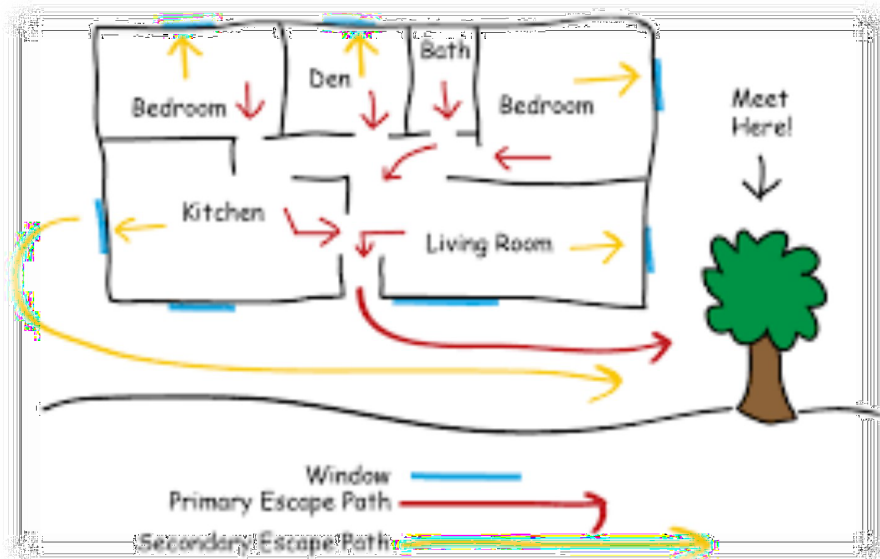 Bath
Den
Bedroom
Bedroom
Meet
Here!
Kitchen
Living Room
Window
Primary Escape Path
Secondary Escape Path